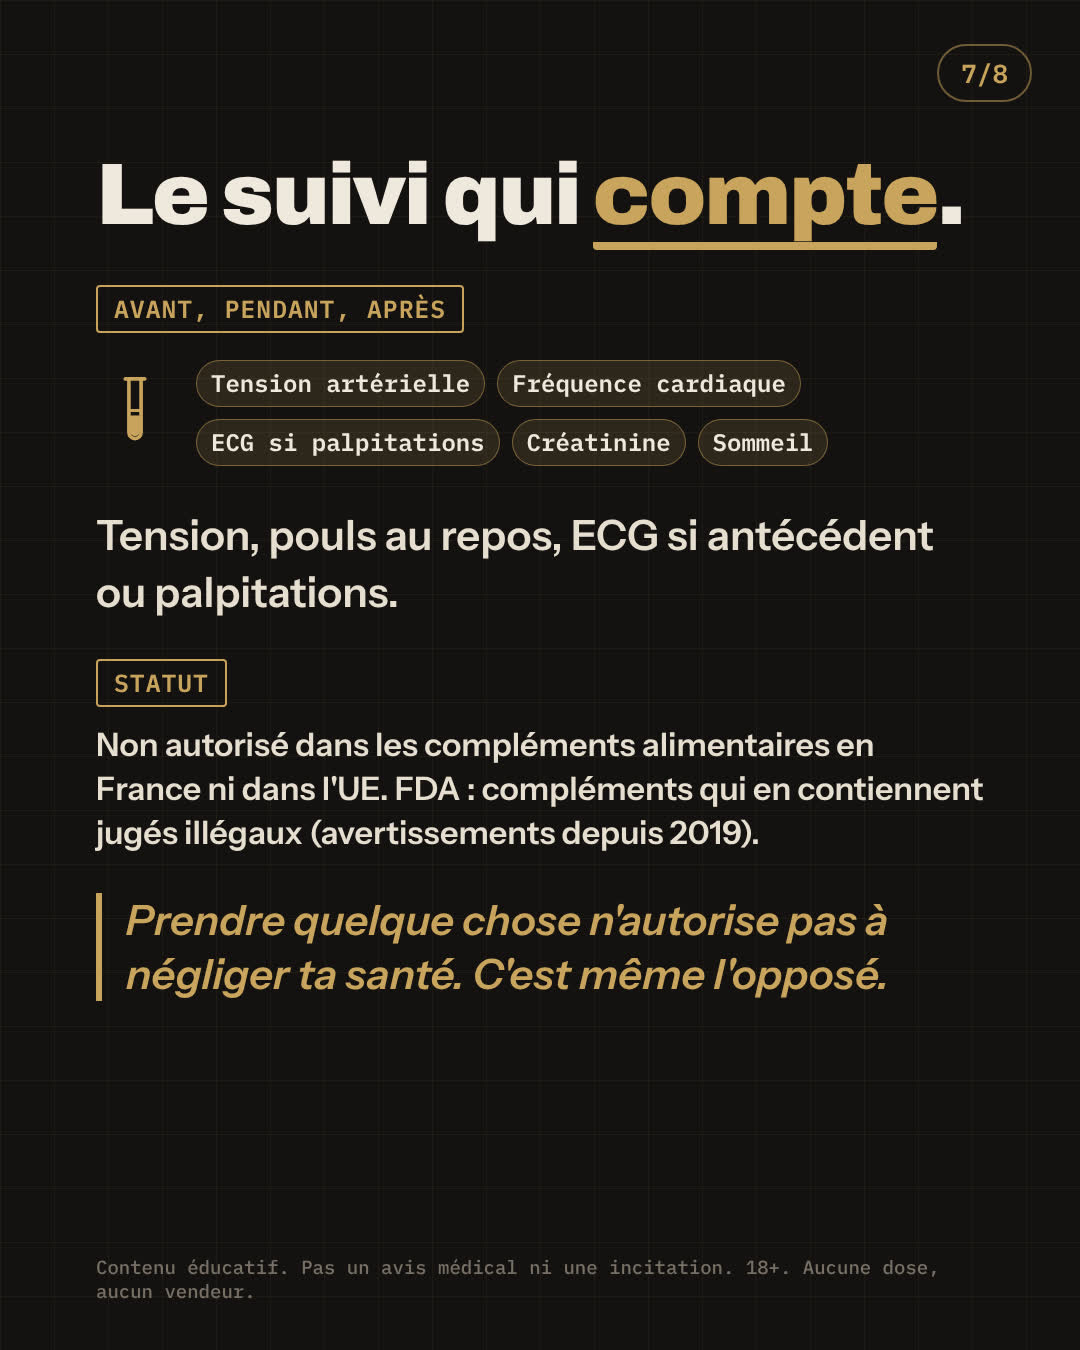 7/8
Le suivi qui compte.
AVANT, PENDANT, APRÈS
Tension artérielle
Fréquence cardiaque
ECG si palpitations
Créatinine
Sommeil
Tension, pouls au repos, ECG si antécédent
ou palpitations.
STATUT
Non autorisé dans les compléments alimentaires en
France ni dans l'UE. FDA : compléments qui en contiennent
jugés illégaux (avertissements depuis 2019).
Prendre quelque chose n'autorise pas à
négliger ta santé. C'est même l'opposé.
Contenu éducatif. Pas un avis médical ni une incitation. 18+. Aucune dose,
aucun vendeur.